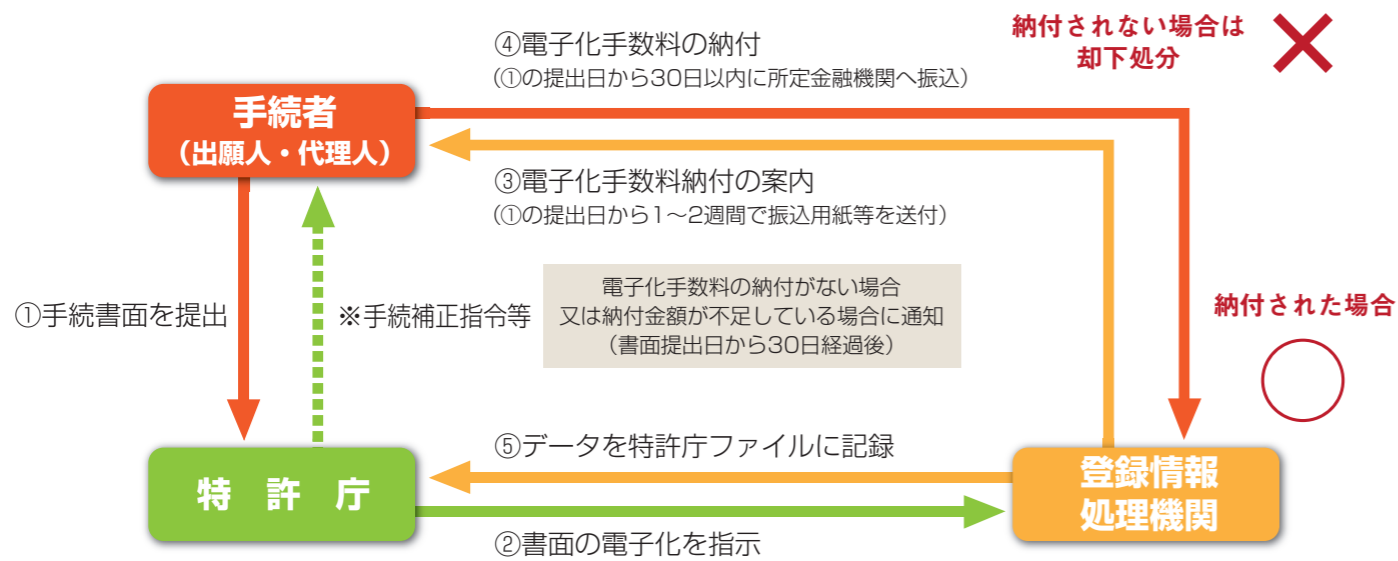 ④電子化手数料の納付
(①の提出日から30日以内に所定金融機関へ振込)
納付されない場合は
却下処分
手続者
(出願人・代理人)
③電子化手数料納付の案内
(①の提出日から1～2週間で振込用紙等を送付)
①手続書面を提出
※手続補正指令等
電子化手数料の納付がない場合
又は納付金額が不足している場合に通知
(書面提出日から30日経過後)
納付された場合
⑤データを特許庁ファイルに記録
特 許 庁
登録情報
処理機関
②書面の電子化を指示